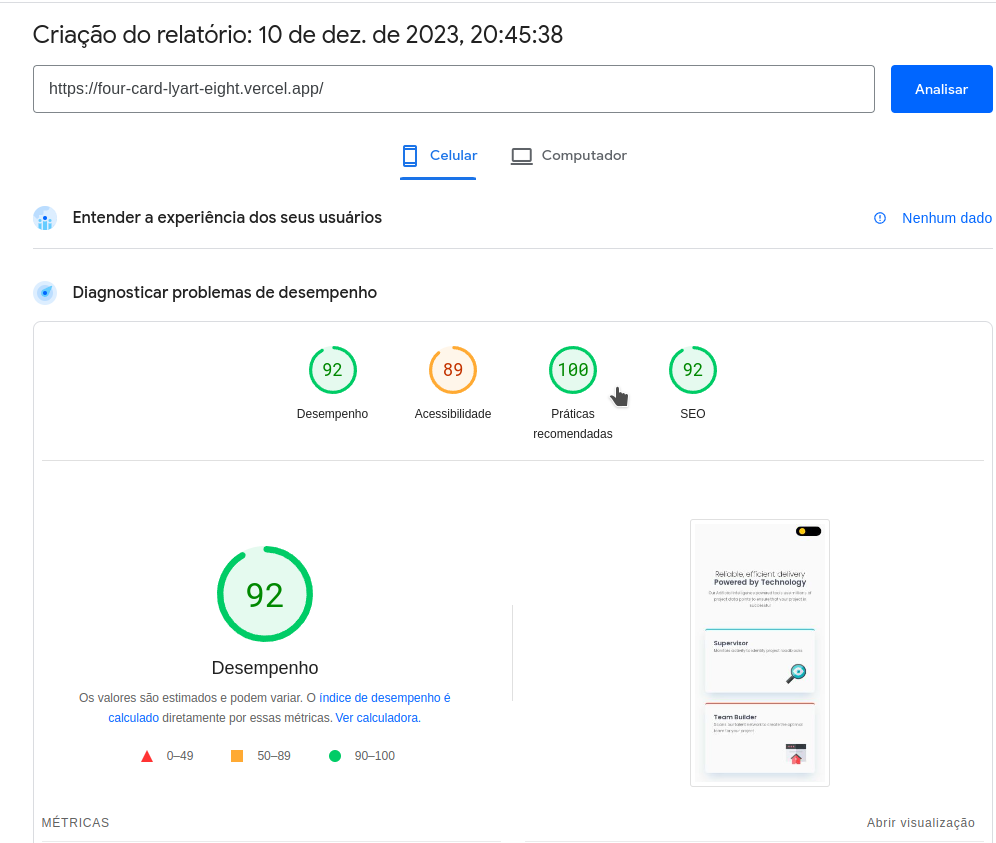 Criação do relatório: 10 de dez. de 2023, 20:45:38
https://four-card-lyart-eight.vercel.app/
Analisar
Celular
Computador
Entender a experiência dos seus usuários
Nenhum dado
Diagnosticar problemas de desempenho
92
89
100
92
Desempenho
Acessibilidade
Práticas
recomendadas
SEO
92
Desempenho
Os valores são estimados e podem variar. O índice de desempenho é
calculado diretamente por essas métricas. Ver calculadora.
0–49
50–89
90–100
Reliable, efficient delivery
Powered by Technology
Supervisor
Team Builder
MÉTRICAS
Abrir visualização